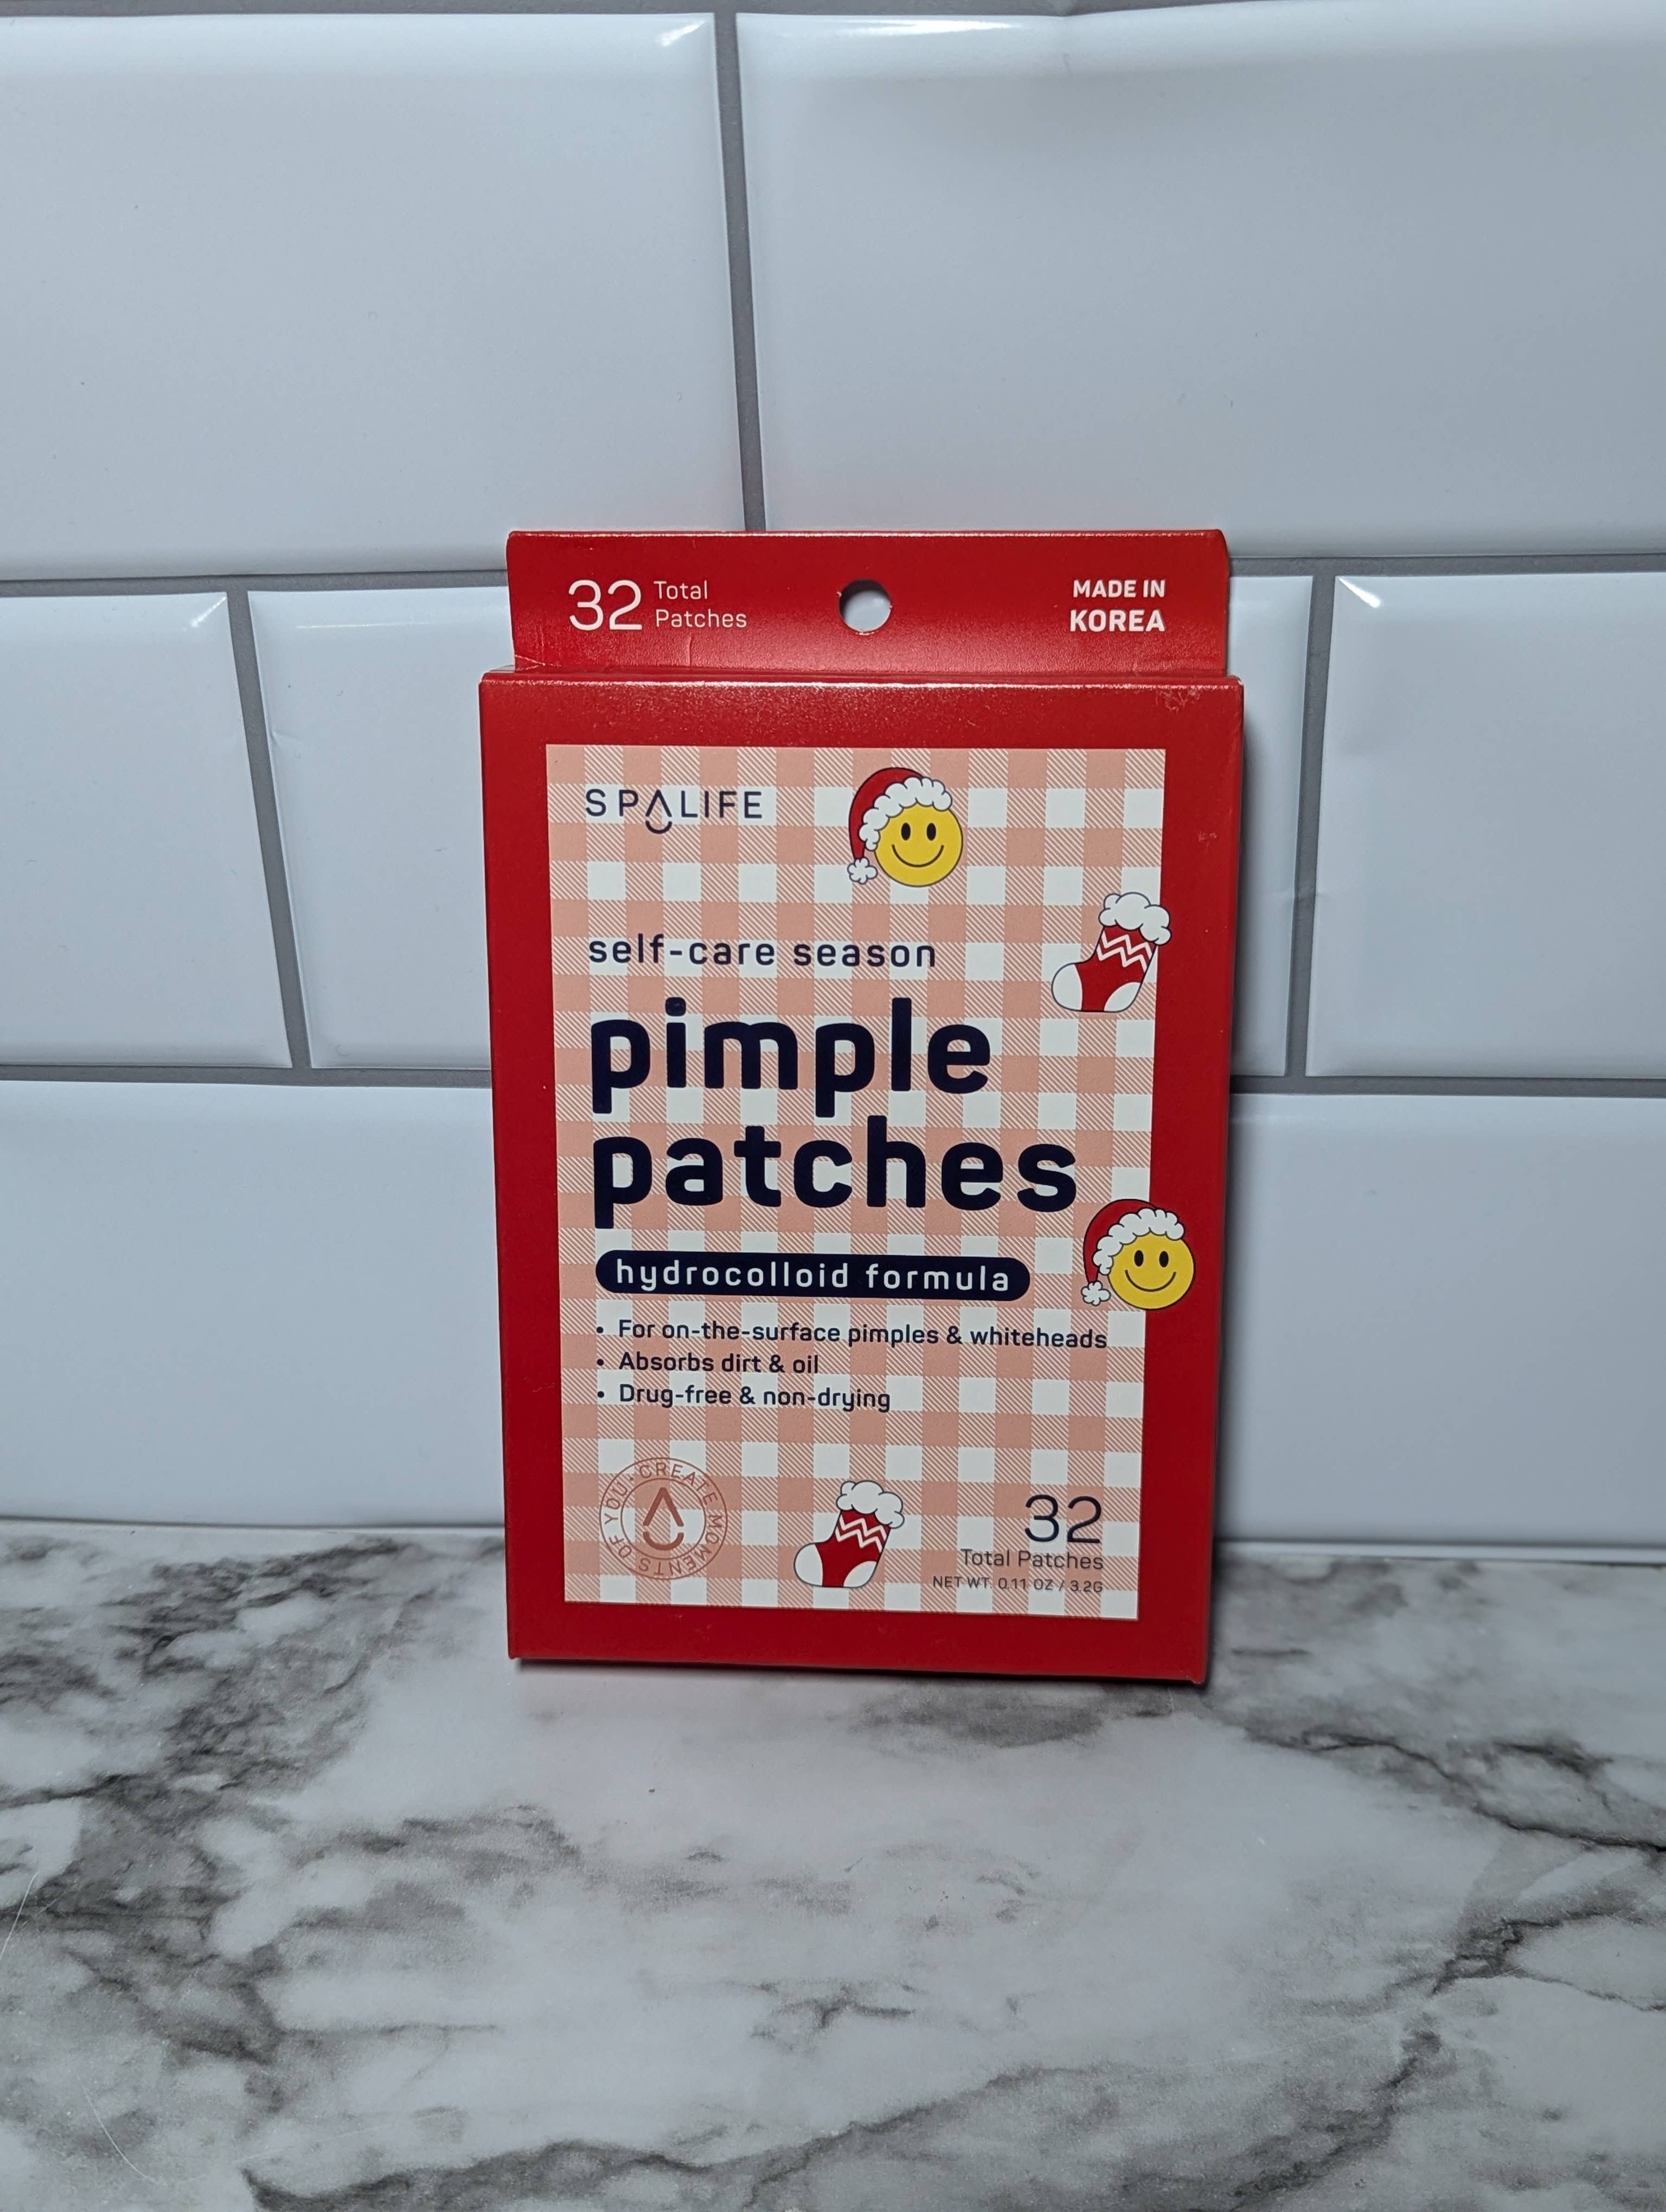 32 Total
Patches
MADE IN
KOREA
SPALIFE
self-care season
pimple
patches
hydrocolloid formula
• For on-the-surface pimples & whiteheads
• Absorbs dirt & oil
• Drug-free & non-drying
CREATE MOMENTS OF YOU •
32
Total Patches
NET WT. 0.11 OZ / 3.2G